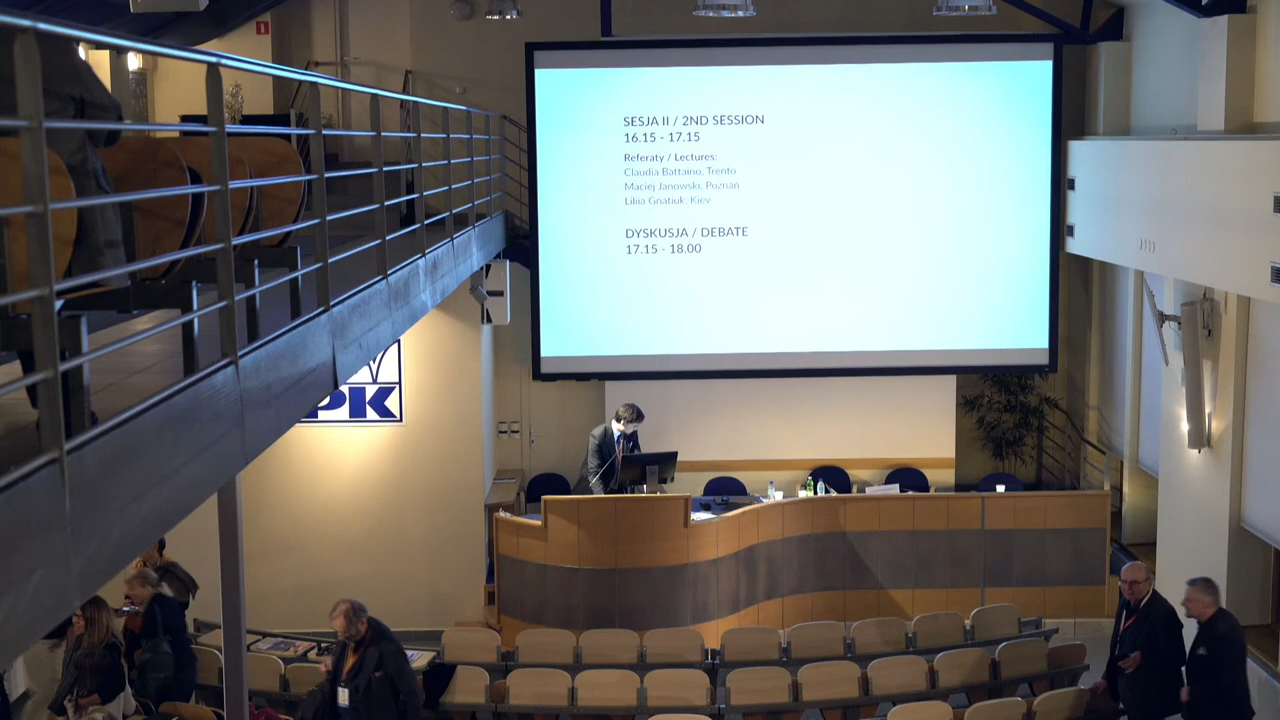 SESJA II / 2ND SESSION
16.15 - 17.15
Referaty / Lectures:
Claudia Battaino, Trento
Maciej Janowski, Poznań
Liliia Gnatiuk, Kiev
DYSKUSJA / DEBATE
17.15 - 18.00
PK